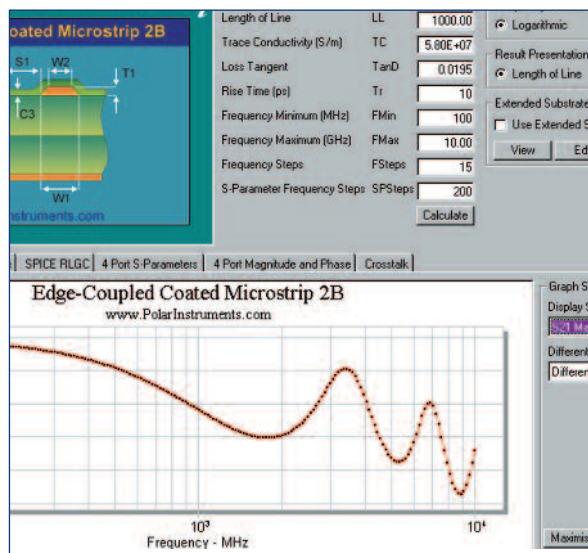 oated Microstrip 2B
S1
W2
T1
C3
W1
nstruments.com
Length of Line LL 1000.00
Trace Conductivity (S/m) TC 5.80E+07
Loss Tangent TanD 0.0195
Rise Time (ps) Tr 10
Frequency Minimum (MHz) FMin 100
Frequency Maximum (GHz) FMax 10.00
Frequency Steps FSteps 15
S-Parameter Frequency Steps SPSteps 200
Calculate
Logarithmic
Result Presentation
Length of Line
Extended Substrate
Use Extended S
View Ed
SPICE RLGC 4 Port S-Parameters 4 Port Magnitude and Phase Crosstalk
Edge-Coupled Coated Microstrip 2B
www.PolarInstruments.com
10³ 10⁴
Frequency - MHz
Graph S
Display S
S21 Ma
Different
Differen
Maximis